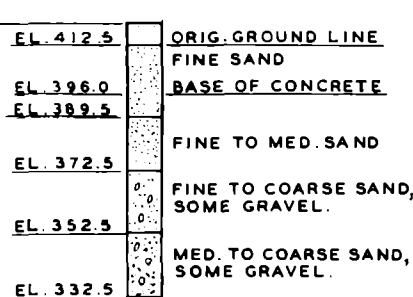 EL. 412.5 ORIG. GROUND LINE
FINE SAND
EL. 396.0 BASE OF CONCRETE
EL. 389.5
FINE TO MED. SAND
EL. 372.5
FINE TO COARSE SAND,
SOME GRAVEL.
EL. 352.5
MED. TO COARSE SAND,
SOME GRAVEL.
EL. 332.5